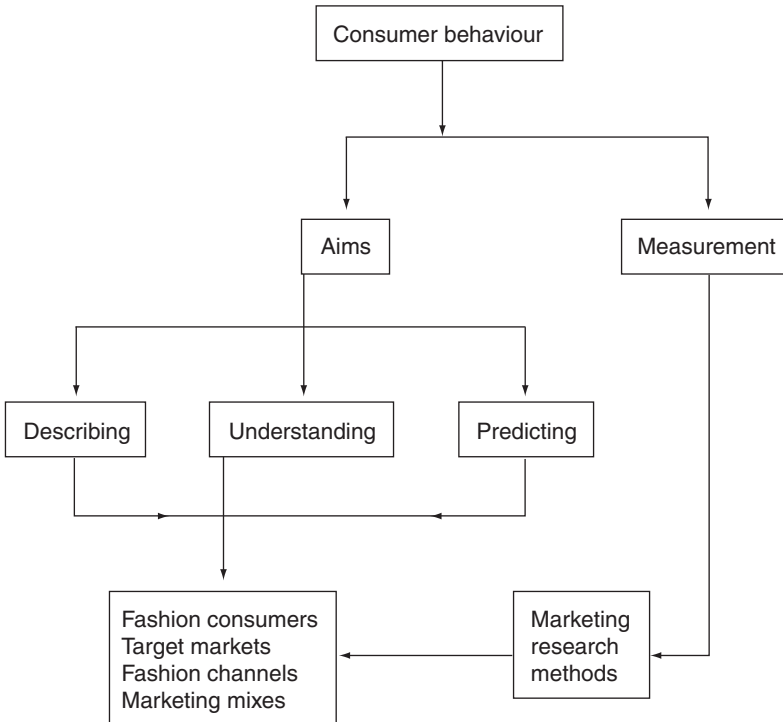 Consumer behaviour
Aims
Measurement
Describing
Understanding
Predicting
Fashion consumers
Target markets
Fashion channels
Marketing mixes
Marketing
research
methods